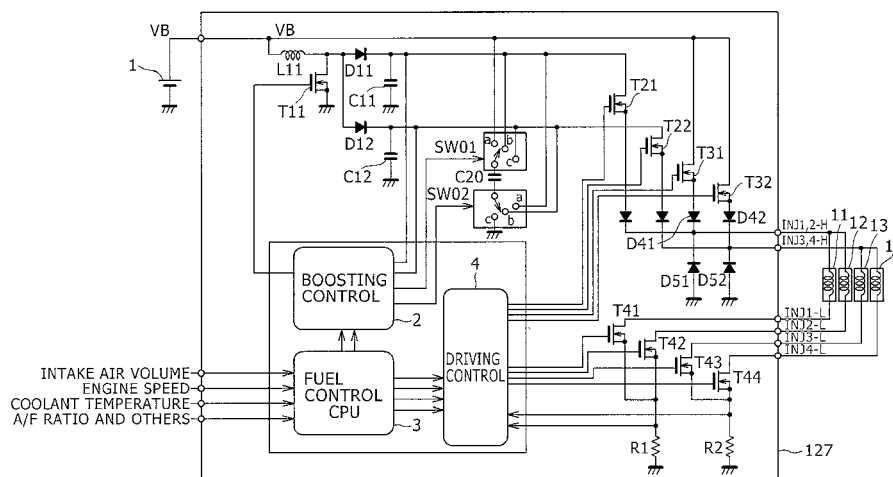 VB VB
1
L11
D11
T11
C11
D12
C12
SW01
a b c
C20
SW02
a b c
T21
T22
T31
T32
D41
D42
D51
D52
INJ1,2-H
INJ3,4-H
11
12
13
1
INJ1-L
INJ2-L
INJ3-L
INJ4-L
T41
T42
T43
T44
BOOSTING
CONTROL
2
4
DRIVING
CONTROL
FUEL
CONTROL
CPU
3
INTAKE AIR VOLUME
ENGINE SPEED
COOLANT TEMPERATURE
A/F RATIO AND OTHERS
R1
R2
127